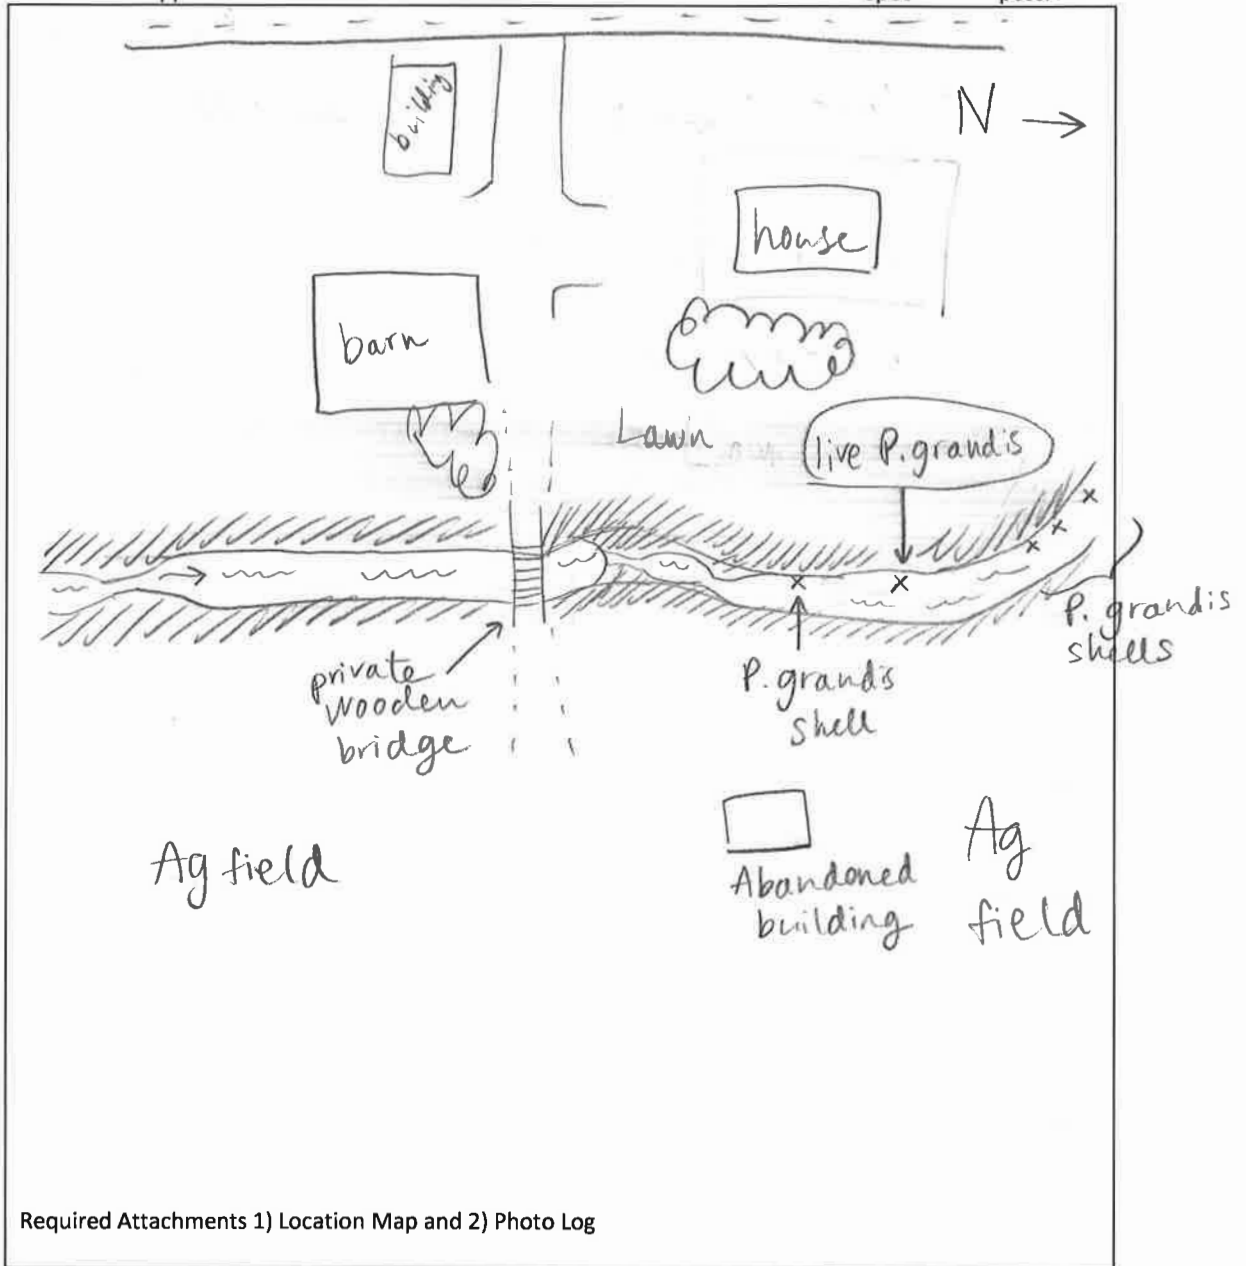 building
N
house
barn
Lawn
live P.grandis
P. grandis
shells
private
wooden
bridge
P. grandis
shell
Ag field
Abandoned
building
Ag
field
Required Attachments 1) Location Map and 2) Photo Log